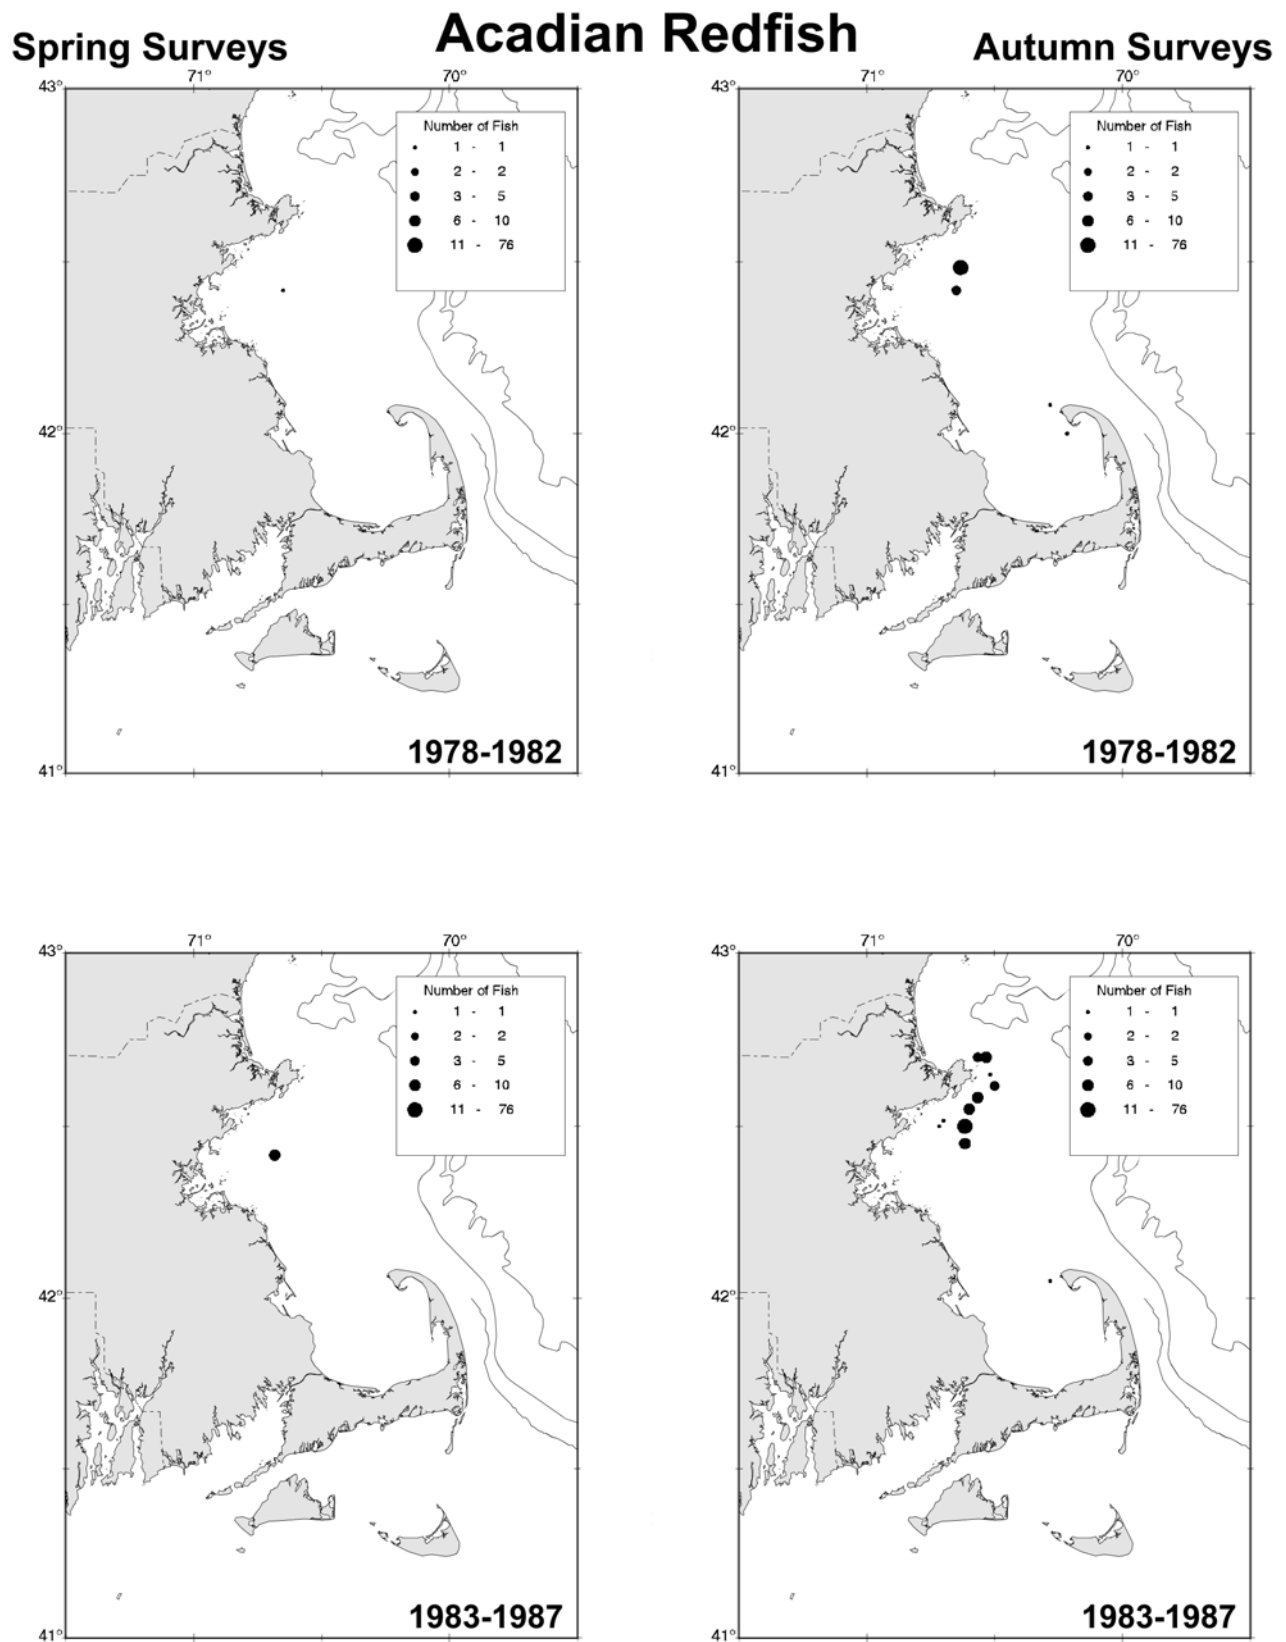 Acadian Redfish
Spring Surveys
Autumn Surveys
71° 70°
43°
42°
41°
Number of Fish
1 - 1
2 - 2
3 - 5
6 - 10
11 - 76
1978-1982
71° 70°
43°
42°
41°
Number of Fish
1 - 1
2 - 2
3 - 5
6 - 10
11 - 76
1978-1982
71° 70°
43°
42°
41°
Number of Fish
1 - 1
2 - 2
3 - 5
6 - 10
11 - 76
1983-1987
71° 70°
43°
42°
41°
Number of Fish
1 - 1
2 - 2
3 - 5
6 - 10
11 - 76
1983-1987